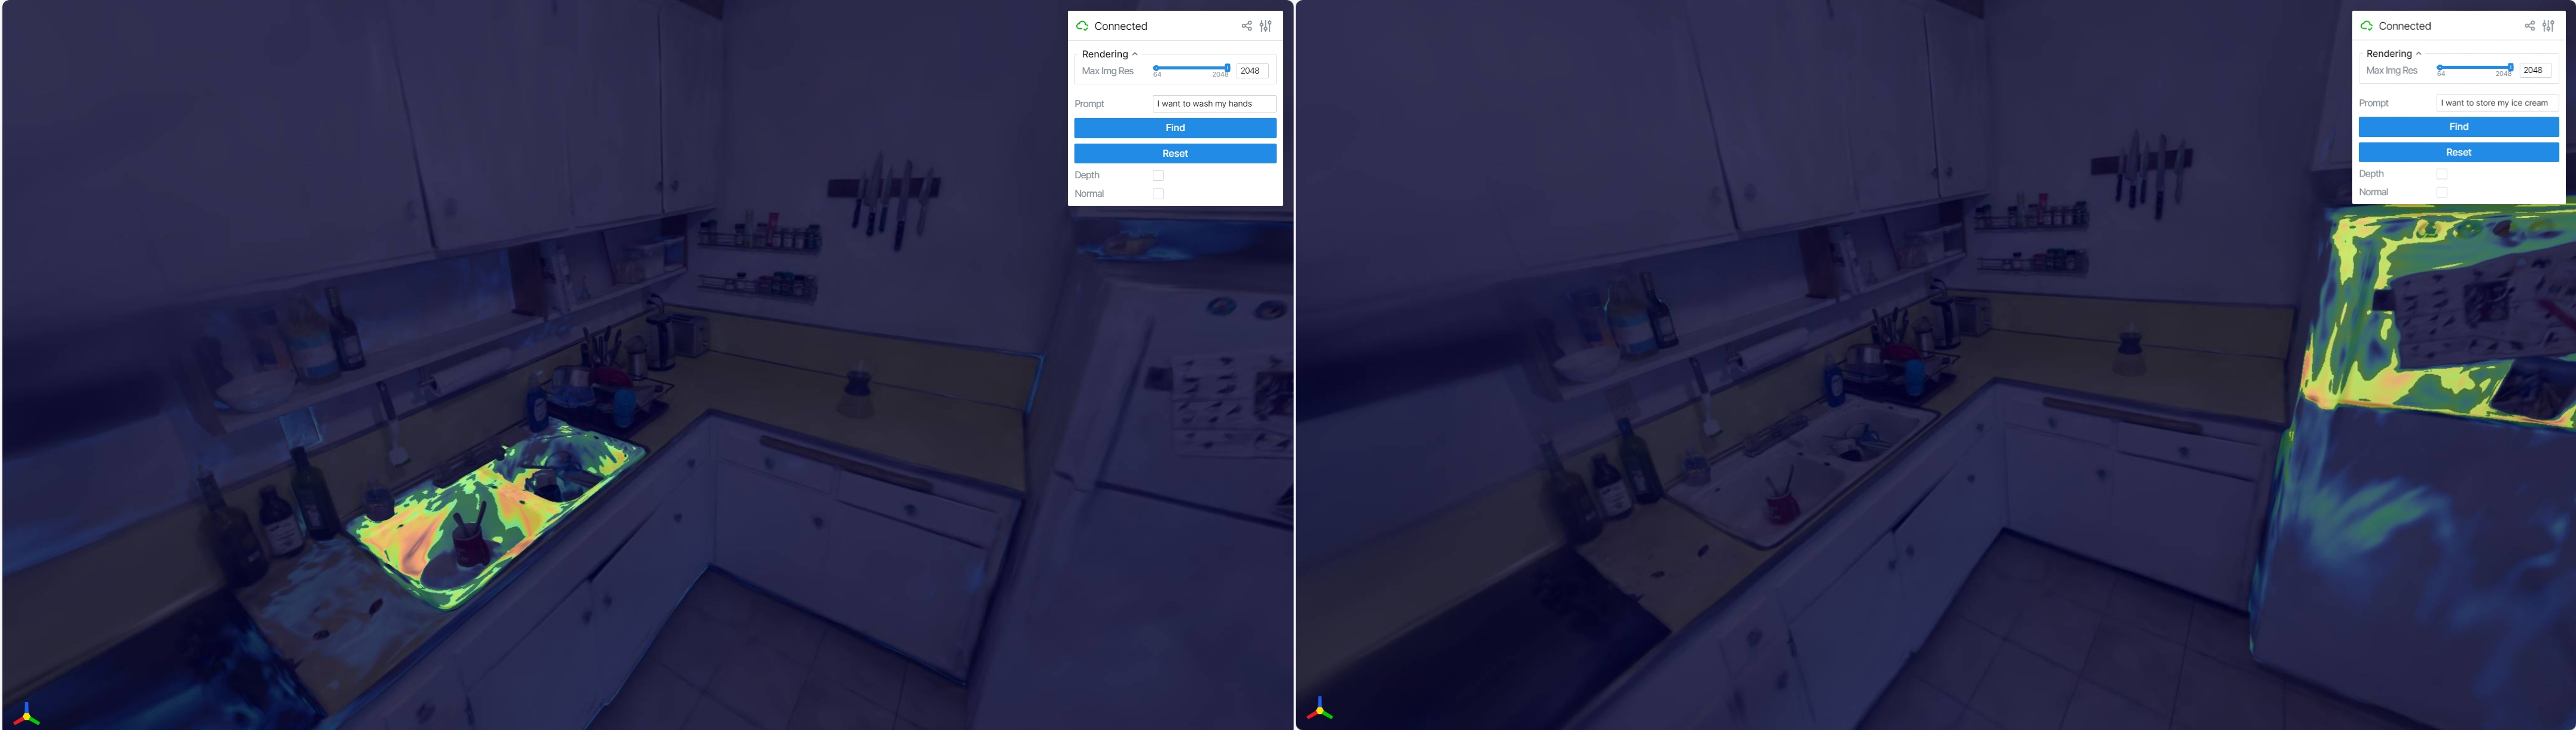 Connected
Rendering
Max Img Res 2048
64 2048
Prompt I want to wash my hands
Find
Reset
Depth
Normal
Connected
Rendering
Max Img Res 2048
64 2048
Prompt I want to store my ice cream
Find
Reset
Depth
Normal